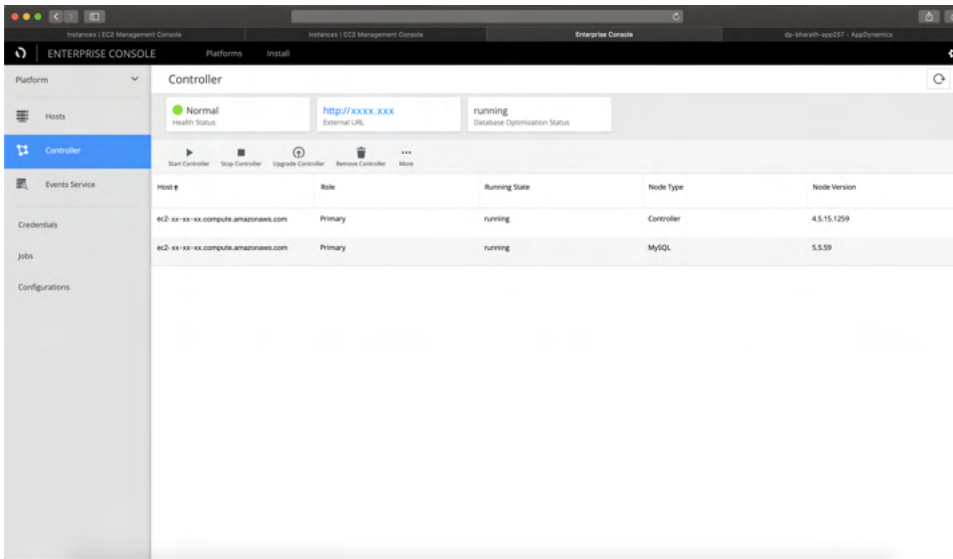 Instances | EC2 Management Console
Instances | EC2 Management Console
Enterprise Console
dp-bharath-app257 - AppDynamics
ENTERPRISE CONSOLE
Platforms
Install
Platform
Controller
Hosts
Normal
Health Status
http://xxxx.xxx
External URL
running
Database Optimization Status
Controller
Start Controller
Stop Controller
Upgrade Controller
Remove Controller
More
Events Service
Host
Role
Running State
Node Type
Node Version
Credentials
ec2- xx-xx-xx.compute.amazonaws.com
Primary
running
Controller
4.5.15.1259
Jobs
ec2- xx-xx-xx.compute.amazonaws.com
Primary
running
MySQL
5.5.59
Configurations